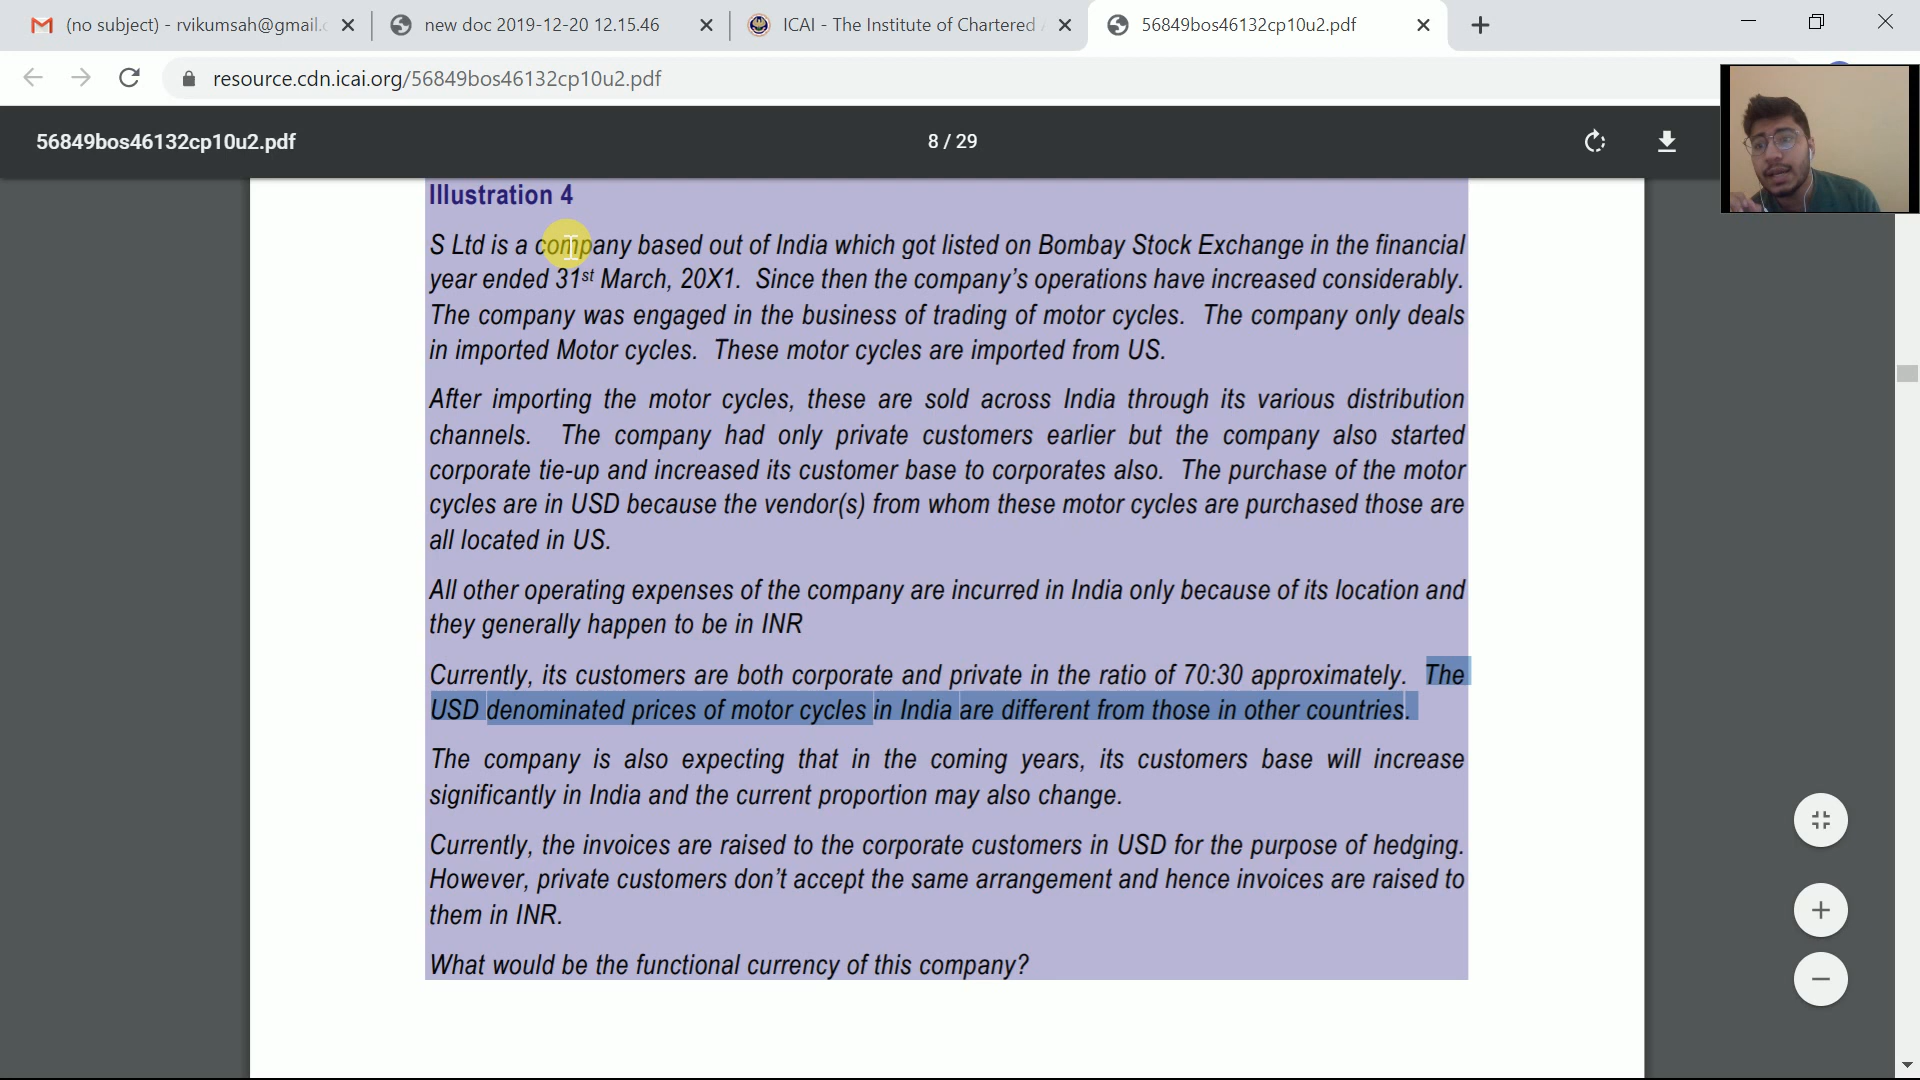 (no subject) - rvikumsah@gmail.c
new doc 2019-12-20 12.15.46
ICAI - The Institute of Chartered A
56849bos46132cp10u2.pdf
resource.cdn.icai.org/56849bos46132cp10u2.pdf
56849bos46132cp10u2.pdf
8 / 29
Illustration 4
S Ltd is a company based out of India which got listed on Bombay Stock Exchange in the financial
year ended 31st March, 20X1. Since then the company's operations have increased considerably.
The company was engaged in the business of trading of motor cycles. The company only deals
in imported Motor cycles. These motor cycles are imported from US.
After importing the motor cycles, these are sold across India through its various distribution
channels. The company had only private customers earlier but the company also started
corporate tie-up and increased its customer base to corporates also. The purchase of the motor
cycles are in USD because the vendor(s) from whom these motor cycles are purchased those are
all located in US.
All other operating expenses of the company are incurred in India only because of its location and
they generally happen to be in INR
Currently, its customers are both corporate and private in the ratio of 70:30 approximately. The
USD denominated prices of motor cycles in India are different from those in other countries.
The company is also expecting that in the coming years, its customers base will increase
significantly in India and the current proportion may also change.
Currently, the invoices are raised to the corporate customers in USD for the purpose of hedging.
However, private customers don't accept the same arrangement and hence invoices are raised to
them in INR.
What would be the functional currency of this company?